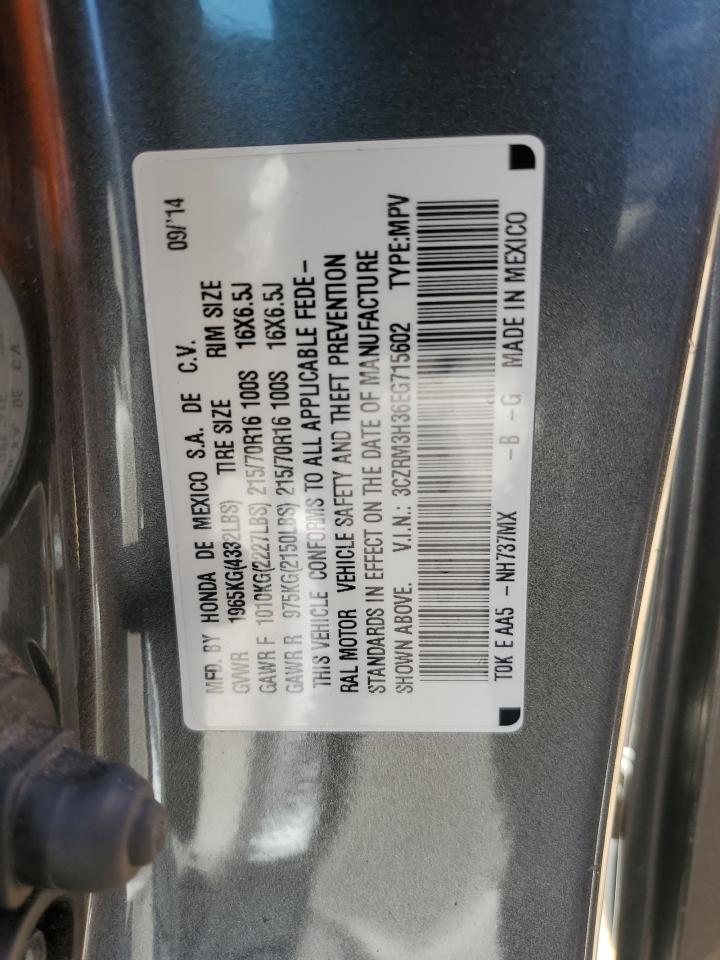 09/'14
MFD. BY HONDA DE MEXICO S.A. DE C.V.
GVWR 1965KG(4332LBS) TIRE SIZE RIM SIZE
GAWR F 1010KG(2227LBS) 215/70R16 100S 16X6.5J
GAWR R 975KG(2150LBS) 215/70R16 100S 16X6.5J
THIS VEHICLE CONFORMS TO ALL APPLICABLE FEDE-
RAL MOTOR VEHICLE SAFETY AND THEFT PREVENTION
STANDARDS IN EFFECT ON THE DATE OF MANUFACTURE
SHOWN ABOVE. V.I.N.: 3CZRM3H36EG715602 TYPE:MPV
T0K E AA5 -NH737MX -B -G MADE IN MEXICO